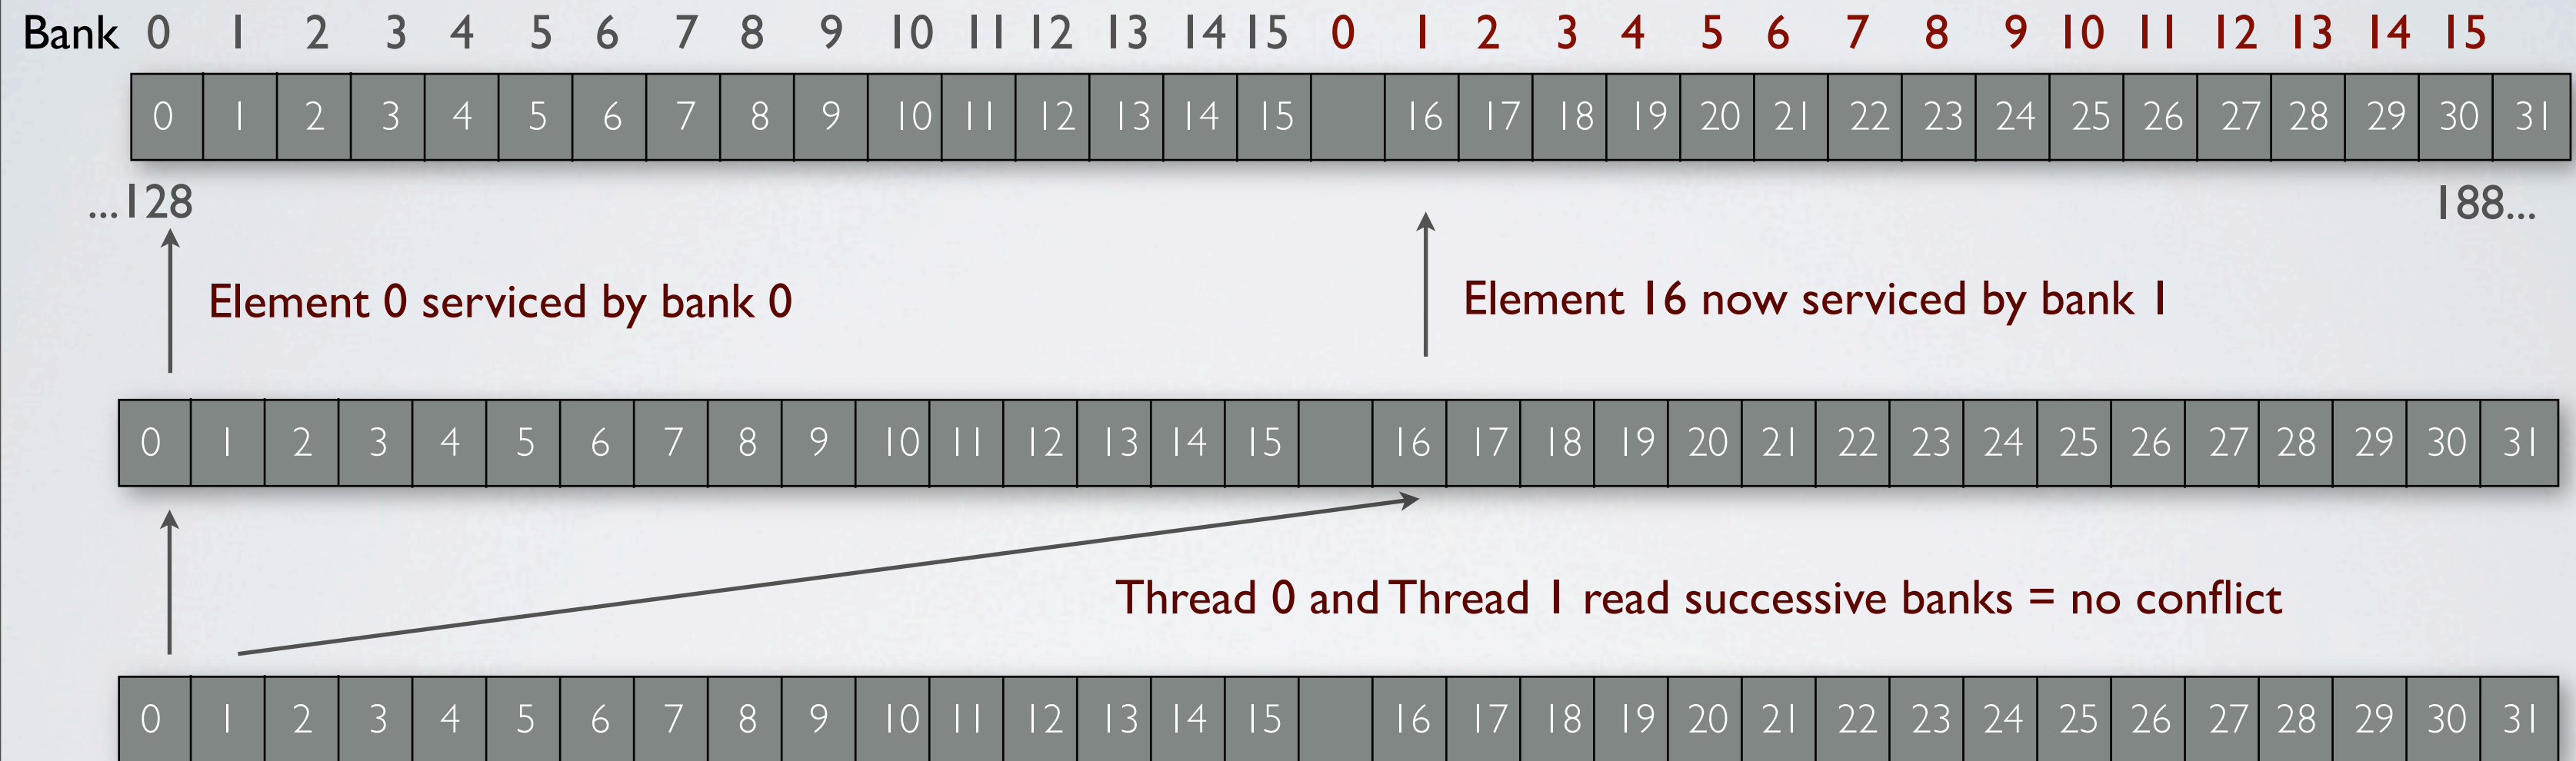 Bank 0 1 2 3 4 5 6 7 8 9 10 11 12 13 14 15 0 1 2 3 4 5 6 7 8 9 10 11 12 13 14 15
0 1 2 3 4 5 6 7 8 9 10 11 12 13 14 15 16 17 18 19 20 21 22 23 24 25 26 27 28 29 30 31
...128 188...
Element 0 serviced by bank 0 Element 16 now serviced by bank 1
0 1 2 3 4 5 6 7 8 9 10 11 12 13 14 15 16 17 18 19 20 21 22 23 24 25 26 27 28 29 30 31
Thread 0 and Thread 1 read successive banks = no conflict
0 1 2 3 4 5 6 7 8 9 10 11 12 13 14 15 16 17 18 19 20 21 22 23 24 25 26 27 28 29 30 31